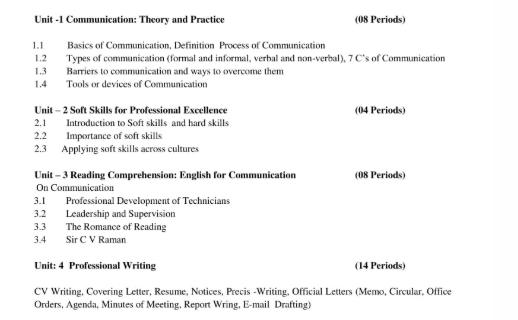 Unit -1 Communication: Theory and Practice (08 Periods)
1.1 Basics of Communication, Definition Process of Communication
1.2 Types of communication (formal and informal, verbal and non-verbal), 7 C's of Communication
1.3 Barriers to communication and ways to overcome them
1.4 Tools or devices of Communication
Unit – 2 Soft Skills for Professional Excellence (04 Periods)
2.1 Introduction to Soft skills and hard skills
2.2 Importance of soft skills
2.3 Applying soft skills across cultures
Unit – 3 Reading Comprehension: English for Communication (08 Periods)
On Communication
3.1 Professional Development of Technicians
3.2 Leadership and Supervision
3.3 The Romance of Reading
3.4 Sir C V Raman
Unit: 4 Professional Writing (14 Periods)
CV Writing, Covering Letter, Resume, Notices, Precis -Writing, Official Letters (Memo, Circular, Office
Orders, Agenda, Minutes of Meeting, Report Wring, E-mail Drafting)